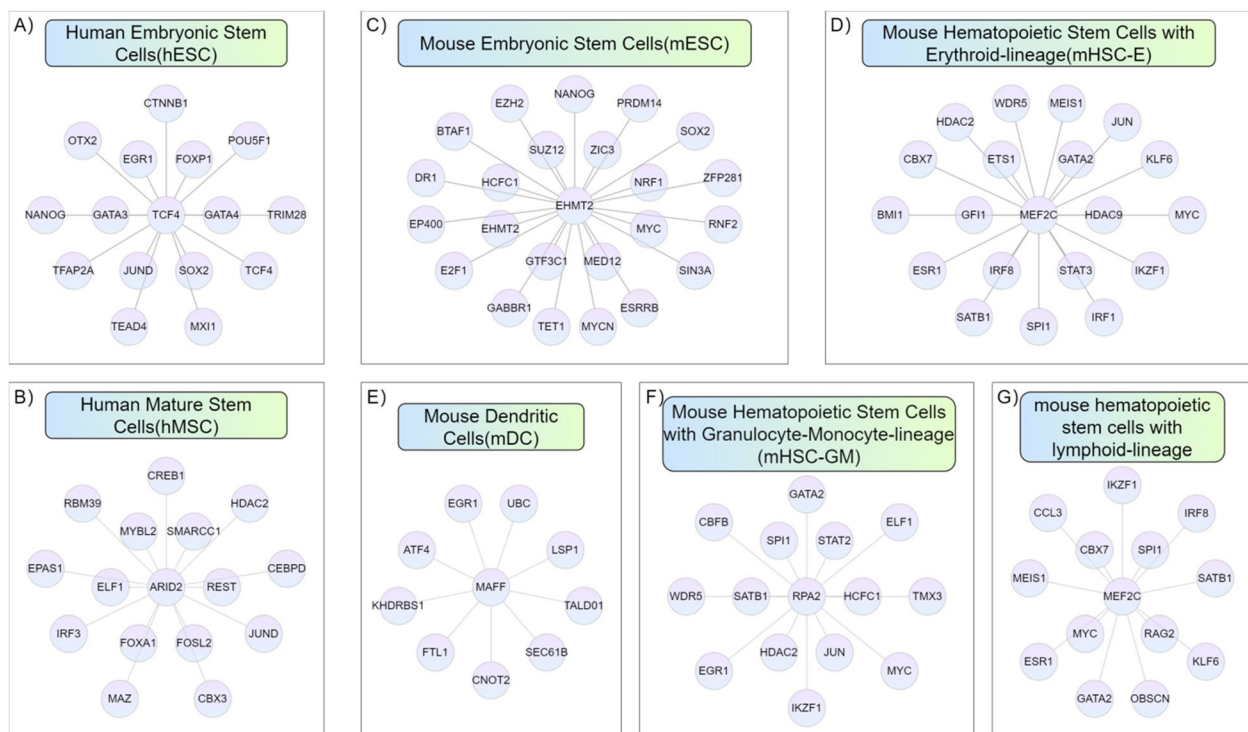 A)
Human Embryonic Stem
Cells(hESC)
CTNNB1
OTX2
POU5F1
EGR1
FOXP1
NANOG
GATA3
TCF4
GATA4
TRIM28
TFAP2A
JUND
SOX2
TCF4
TEAD4
MXI1
C)
Mouse Embryonic Stem Cells(mESC)
NANOG
EZH2
PRDM14
BTAF1
SOX2
SUZ12
ZIC3
DR1
HCFC1
NRF1
ZFP281
EHMT2
EP400
EHMT2
MYC
RNF2
GTF3C1
MED12
E2F1
SIN3A
GABBR1
ESRRB
TET1
MYCN
D)
Mouse Hematopoietic Stem Cells with
Erythroid-lineage(mHSC-E)
WDR5
MEIS1
HDAC2
JUN
CBX7
ETS1
GATA2
KLF6
BMI1
GFI1
MEF2C
HDAC9
MYC
ESR1
IRF8
STAT3
IKZF1
SATB1
SPI1
IRF1
B)
Human Mature Stem
Cells(hMSC)
CREB1
RBM39
HDAC2
MYBL2
SMARCC1
EPAS1
CEBPD
ELF1
ARID2
REST
IRF3
FOXA1
FOSL2
JUND
MAZ
CBX3
E)
Mouse Dendritic
Cells(mDC)
EGR1
UBC
ATF4
LSP1
MAFF
KHDRBS1
TALD01
FTL1
SEC61B
CNOT2
F)
Mouse Hematopoietic Stem Cells
with Granulocyte-Monocyte-lineage
(mHSC-GM)
GATA2
CBFB
ELF1
SPI1
STAT2
WDR5
SATB1
RPA2
HCFC1
TMX3
HDAC2
JUN
EGR1
MYC
IKZF1
G)
mouse hematopoietic
stem cells with
lymphoid-lineage
IKZF1
CCL3
IRF8
CBX7
SPI1
MEIS1
SATB1
MEF2C
MYC
RAG2
ESR1
KLF6
GATA2
OBSCN